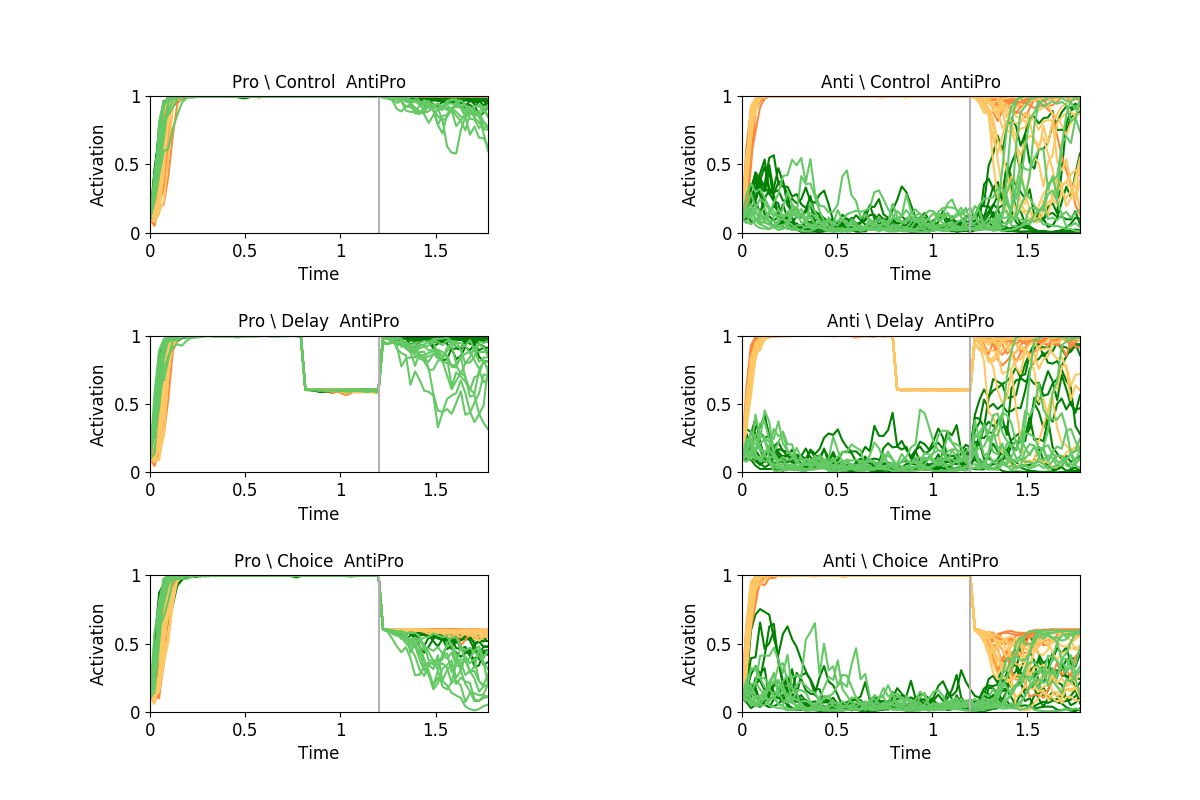 Pro \ Control  AntiPro
Anti \ Control  AntiPro
1
0.5
0
Activation
0
0.5
1
1.5
Time
1
0.5
0
Activation
0
0.5
1
1.5
Time
Pro \ Delay  AntiPro
Anti \ Delay  AntiPro
1
0.5
0
Activation
0
0.5
1
1.5
Time
1
0.5
0
Activation
0
0.5
1
1.5
Time
Pro \ Choice  AntiPro
Anti \ Choice  AntiPro
1
0.5
0
Activation
0
0.5
1
1.5
Time
1
0.5
0
Activation
0
0.5
1
1.5
Time